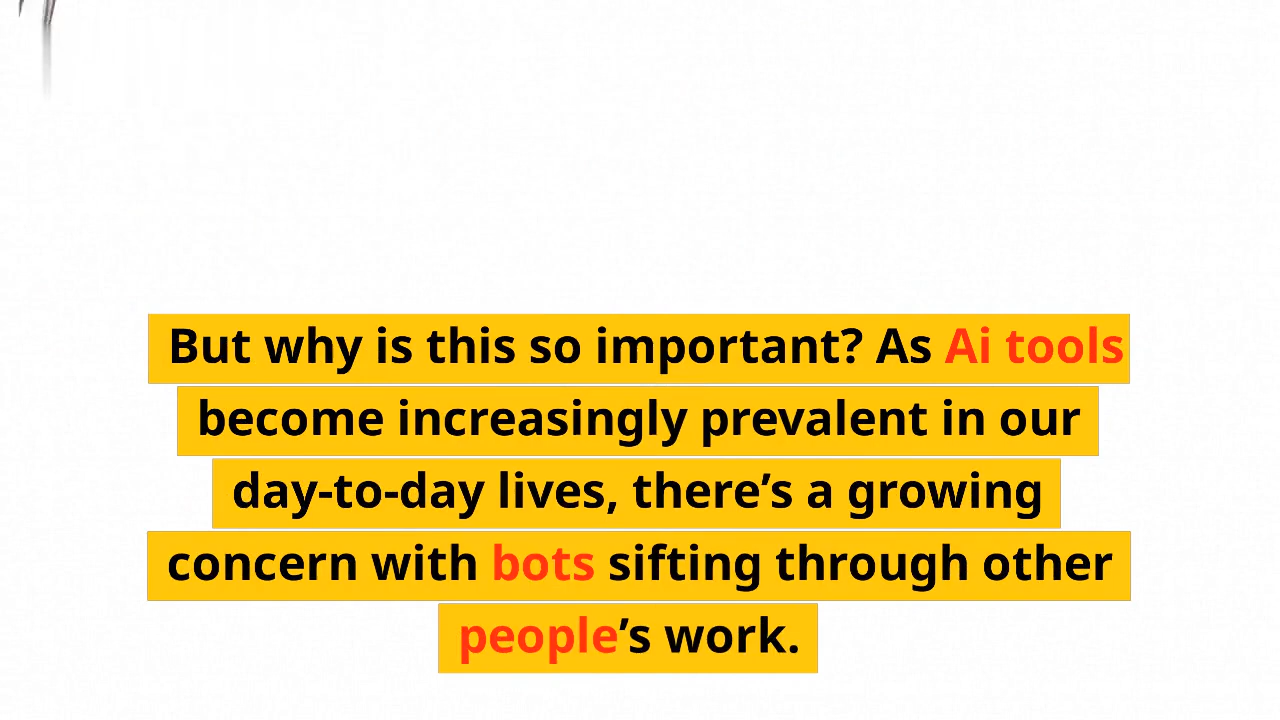 But why is this so important? As Ai tools
become increasingly prevalent in our
day-to-day lives, there’s a growing
concern with bots sifting through other
people’s work.